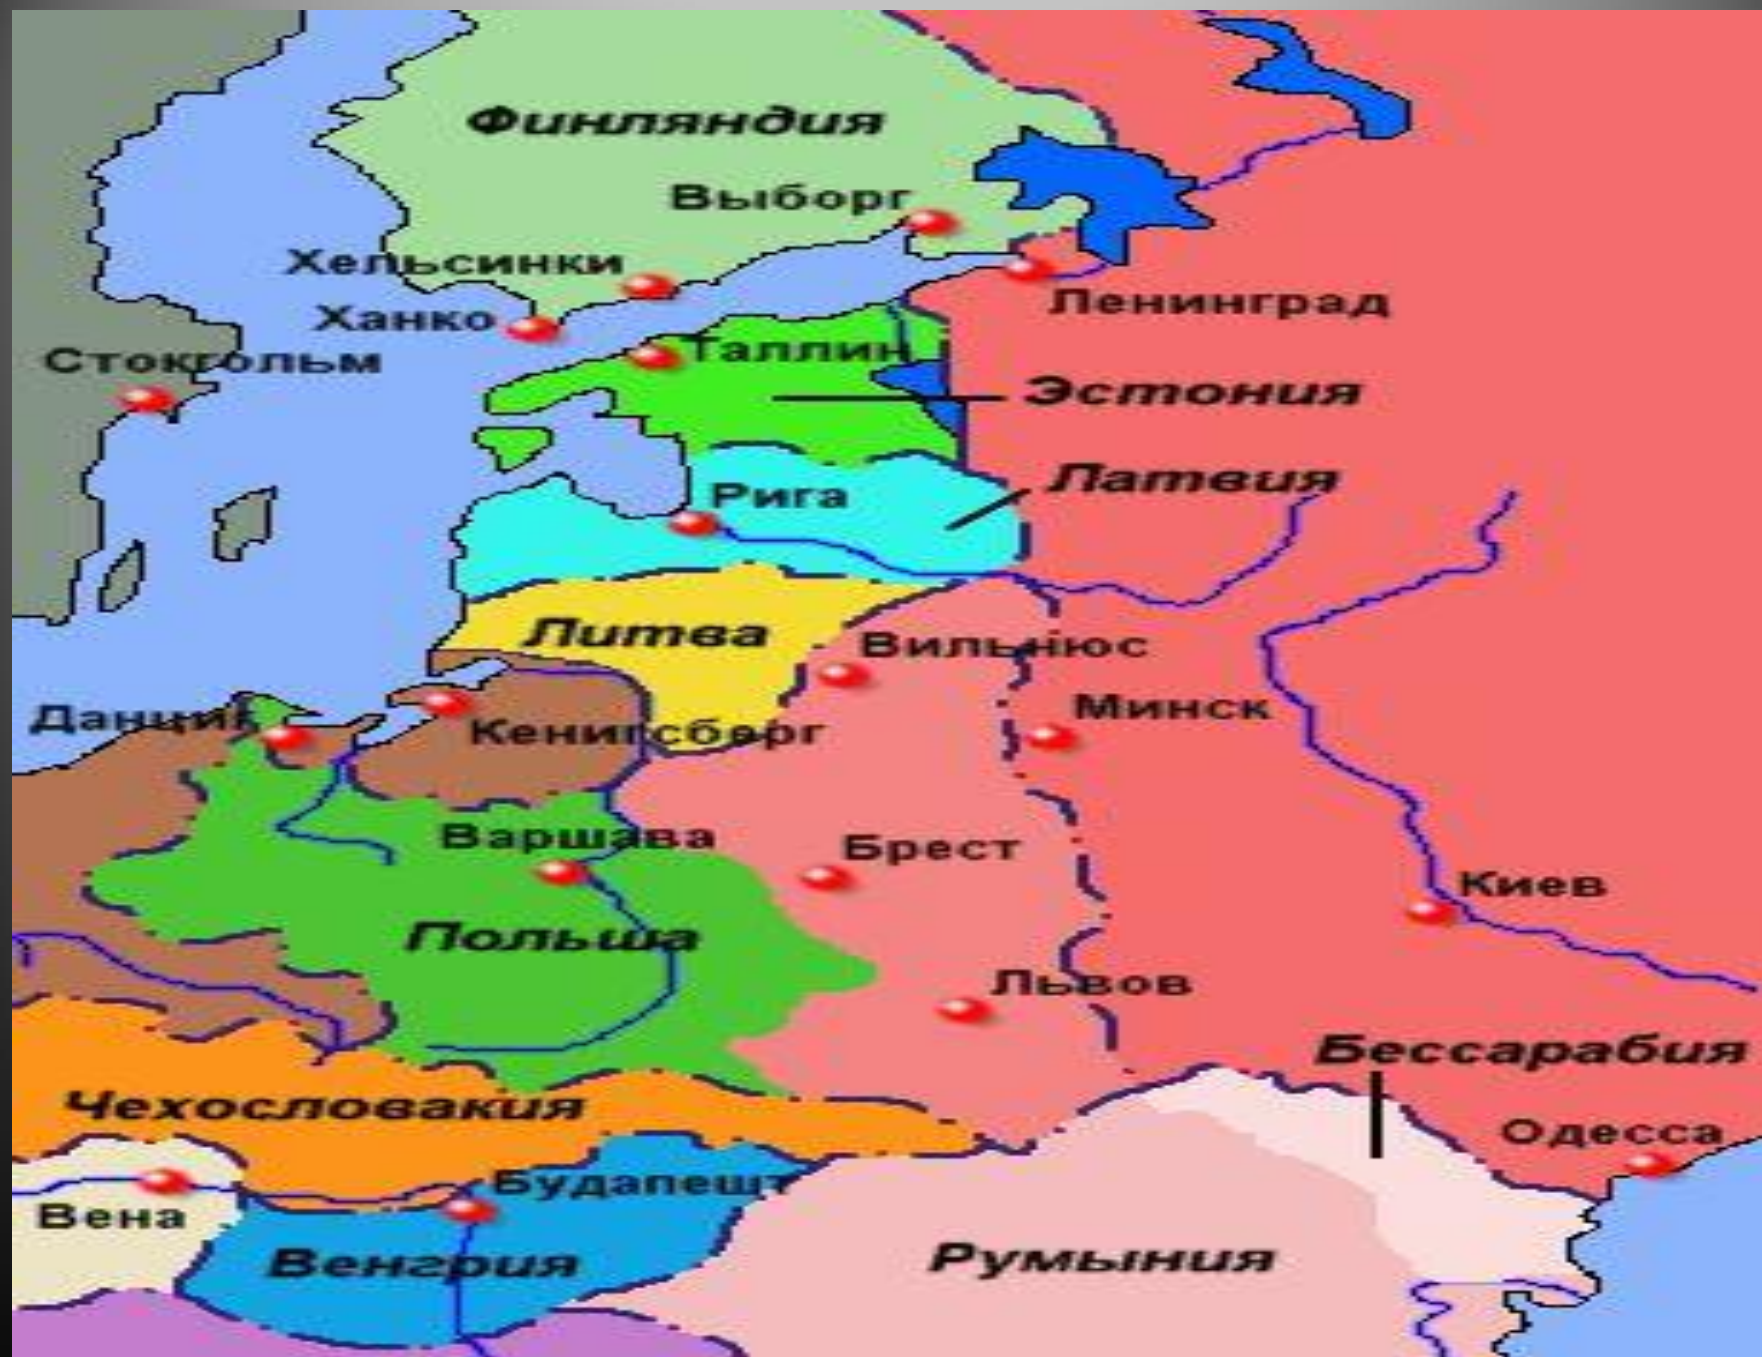 Финляндия
Выборг
Хельсинки
Ханко
Ленинград
Стокгольм
Таллин
Эстония
Латвия
Рига
Литва
Вильнюс
Данциг
Кенигсберг
Минск
Варшава
Брест
Киев
Польша
Львов
Бессарабия
Чехословакия
Одесса
Будапешт
Вена
Венгрия
Румыния